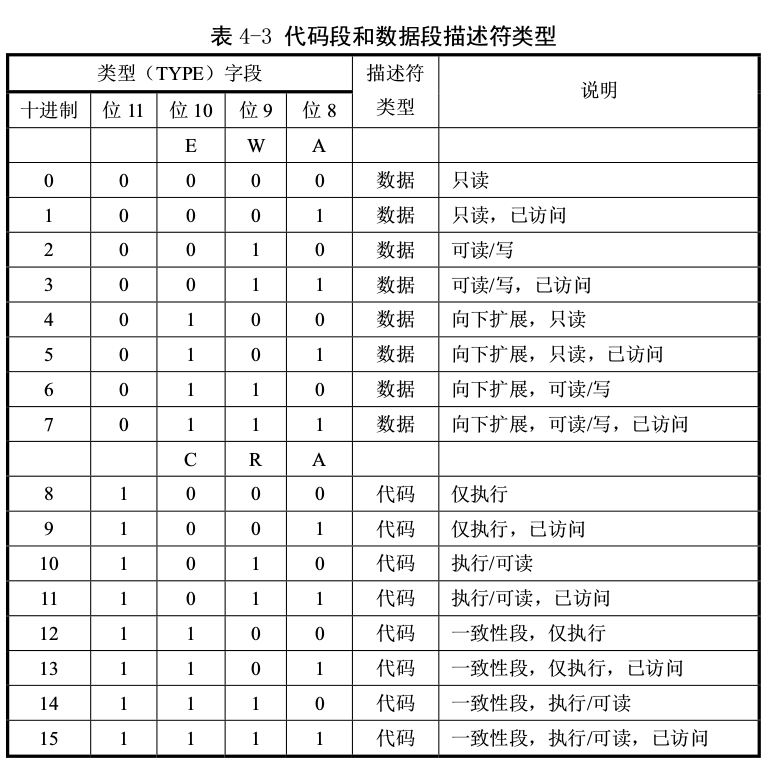 表 4-3 代码段和数据段描述符类型
类型（TYPE）字段 描述符类型 说明
十进制 位 11 位 10 位 9 位 8
E W A
0 0 0 0 0 数据 只读
1 0 0 0 1 数据 只读，已访问
2 0 0 1 0 数据 可读/写
3 0 0 1 1 数据 可读/写，已访问
4 0 1 0 0 数据 向下扩展，只读
5 0 1 0 1 数据 向下扩展，只读，已访问
6 0 1 1 0 数据 向下扩展，可读/写
7 0 1 1 1 数据 向下扩展，可读/写，已访问
C R A
8 1 0 0 0 代码 仅执行
9 1 0 0 1 代码 仅执行，已访问
10 1 0 1 0 代码 执行/可读
11 1 0 1 1 代码 执行/可读，已访问
12 1 1 0 0 代码 一致性段，仅执行
13 1 1 0 1 代码 一致性段，仅执行，已访问
14 1 1 1 0 代码 一致性段，执行/可读
15 1 1 1 1 代码 一致性段，执行/可读，已访问